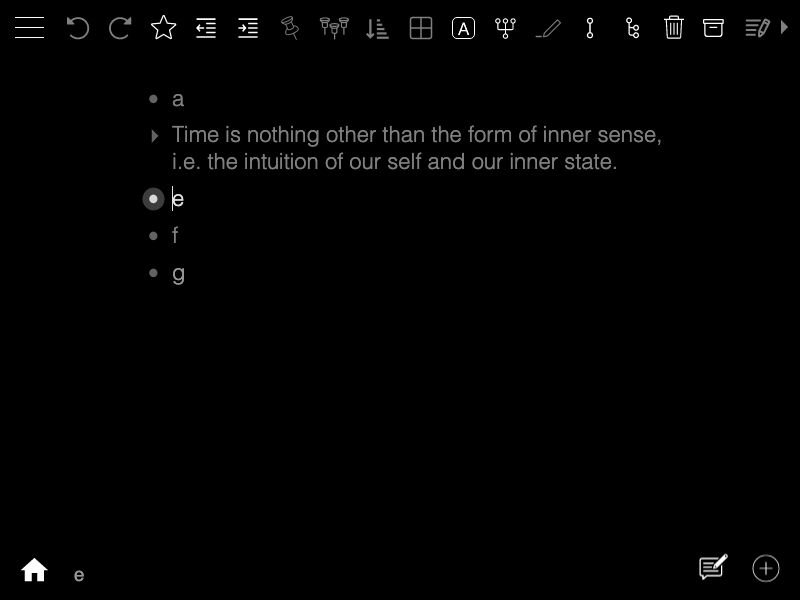 A
a
Time is nothing other than the form of inner sense,
i.e. the intuition of our self and our inner state.
e
f
g
e